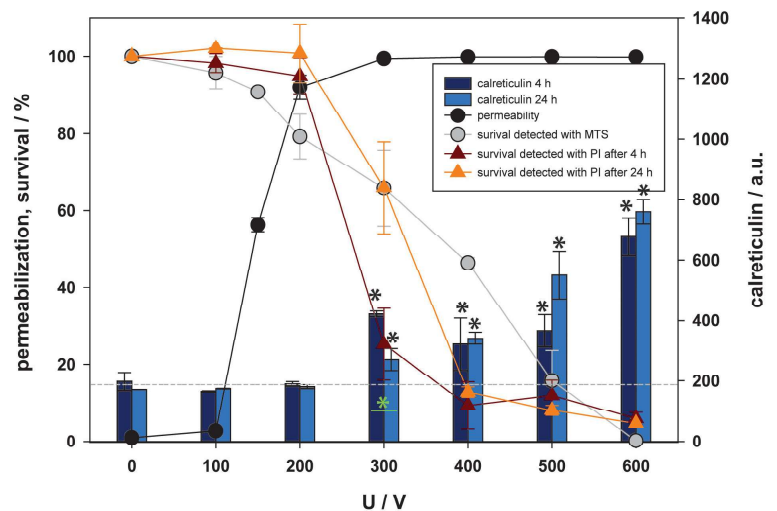 permeabilization, survival / %
100
80
60
40
20
0
1400
1200
1000
800
600
400
200
0
calreticulin / a.u.
calreticulin 4 h
calreticulin 24 h
permeability
surival detected with MTS
survival detected with PI after 4 h
survival detected with PI after 24 h
* * * * * * * *
*
0 100 200 300 400 500 600
U / V